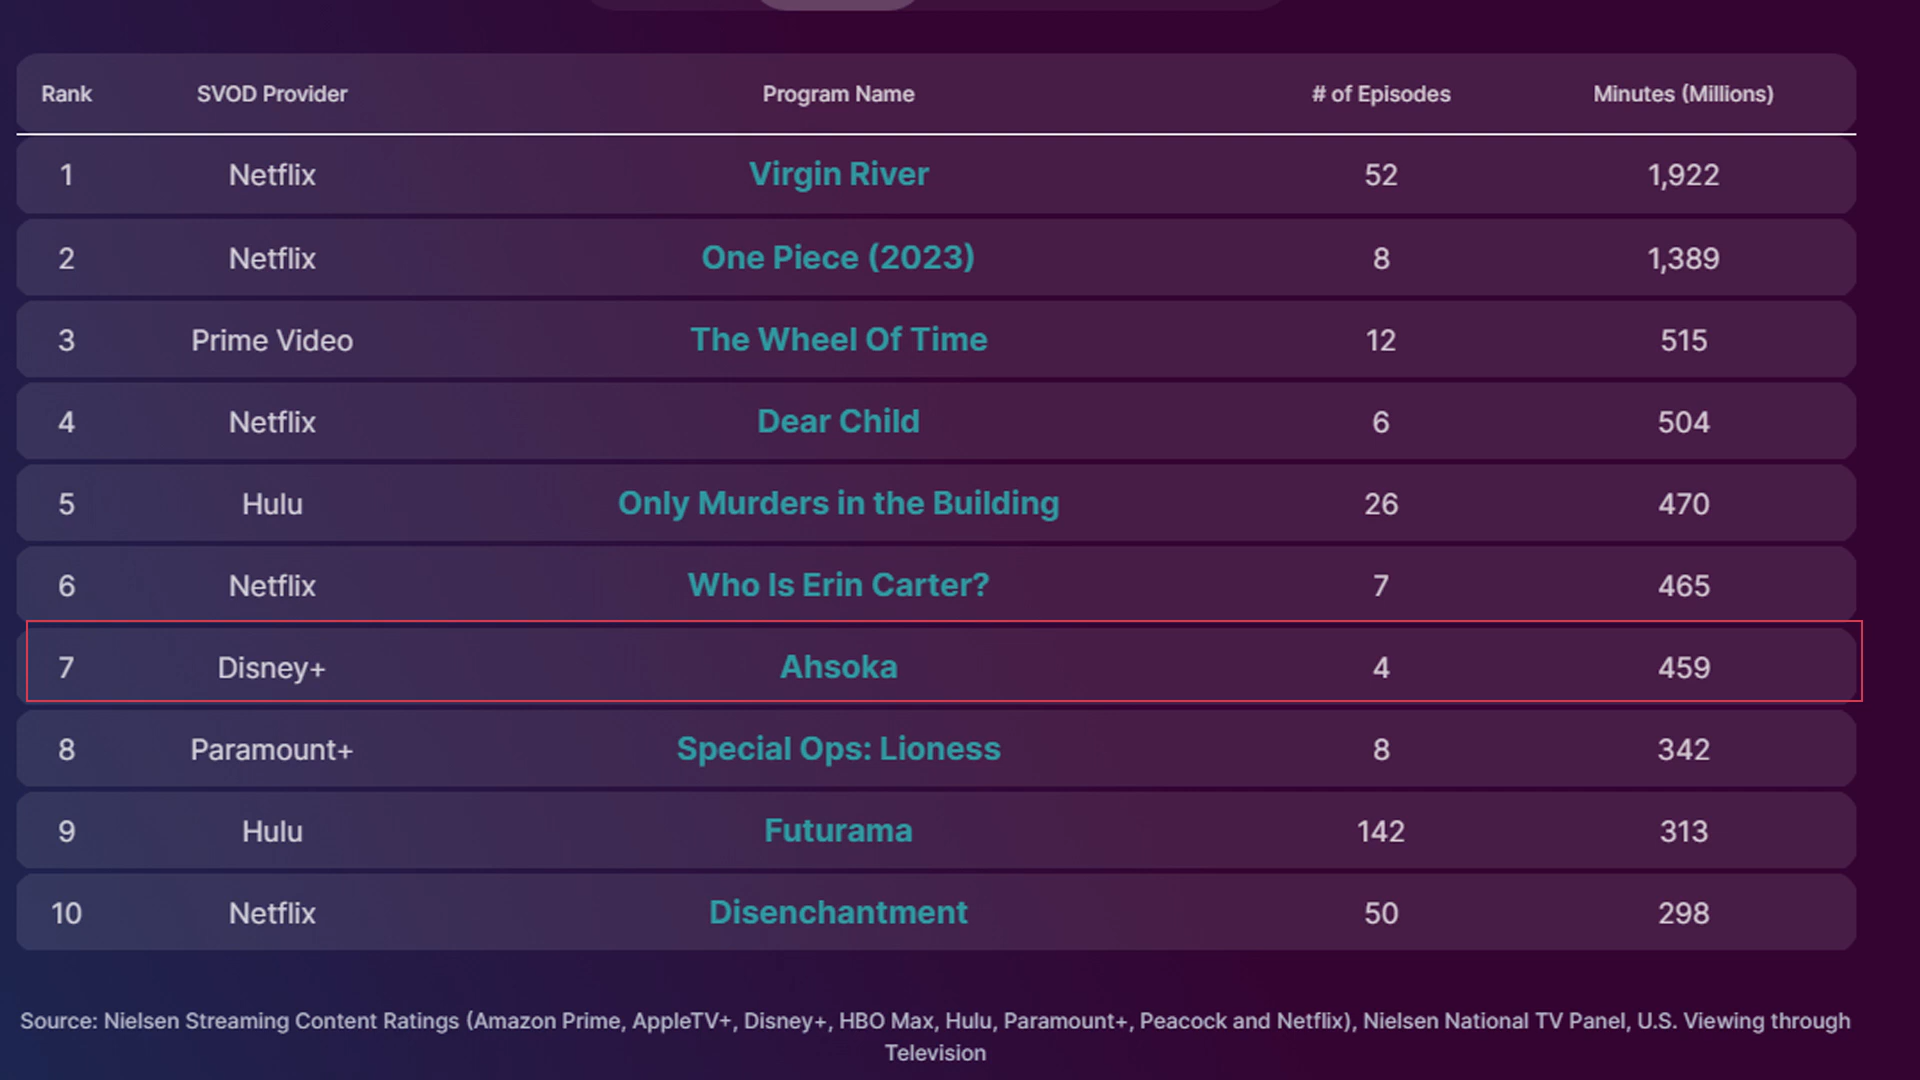 Rank SVOD Provider Program Name # of Episodes Minutes (Millions)
1 Netflix Virgin River 52 1,922
2 Netflix One Piece (2023) 8 1,389
3 Prime Video The Wheel Of Time 12 515
4 Netflix Dear Child 6 504
5 Hulu Only Murders in the Building 26 470
6 Netflix Who Is Erin Carter? 7 465
7 Disney+ Ahsoka 4 459
8 Paramount+ Special Ops: Lioness 8 342
9 Hulu Futurama 142 313
10 Netflix Disenchantment 50 298
Source: Nielsen Streaming Content Ratings (Amazon Prime, AppleTV+, Disney+, HBO Max, Hulu, Paramount+, Peacock and Netflix), Nielsen National TV Panel, U.S. Viewing through
Television